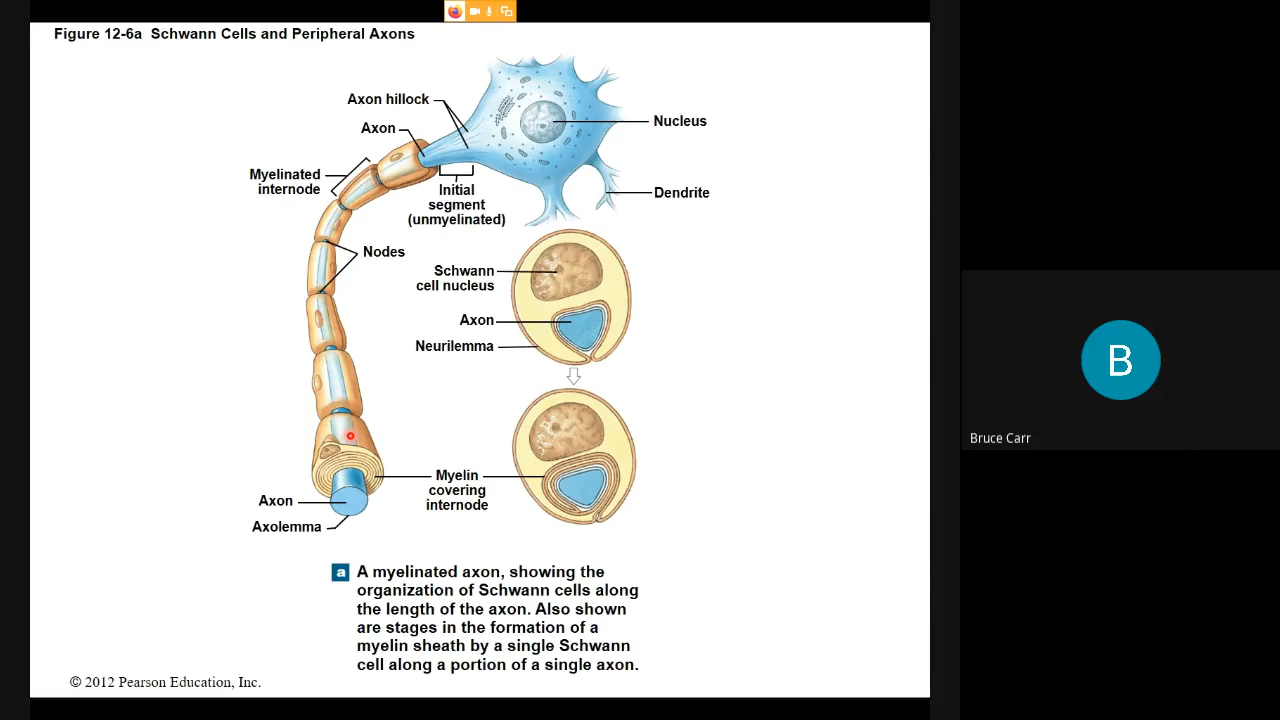 Figure 12-6a Schwann Cells and Peripheral Axons
Axon hillock
Axon
Nucleus
Myelinated
internode
Initial
segment
(unmyelinated)
Dendrite
Nodes
Schwann
cell nucleus
Axon
Neurilemma
Myelin
covering
internode
Axon
Axolemma
a A myelinated axon, showing the
organization of Schwann cells along
the length of the axon. Also shown
are stages in the formation of a
myelin sheath by a single Schwann
cell along a portion of a single axon.
© 2012 Pearson Education, Inc.
B
Bruce Carr